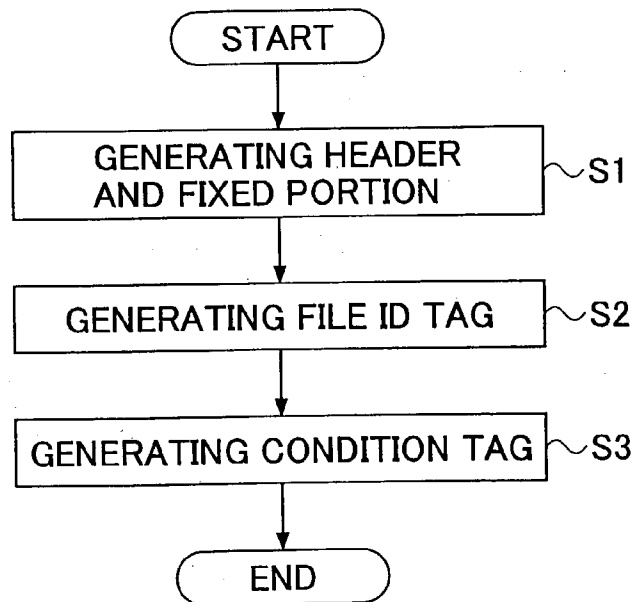 START
GENERATING HEADER
AND FIXED PORTION
S1
GENERATING FILE ID TAG
S2
GENERATING CONDITION TAG
S3
END